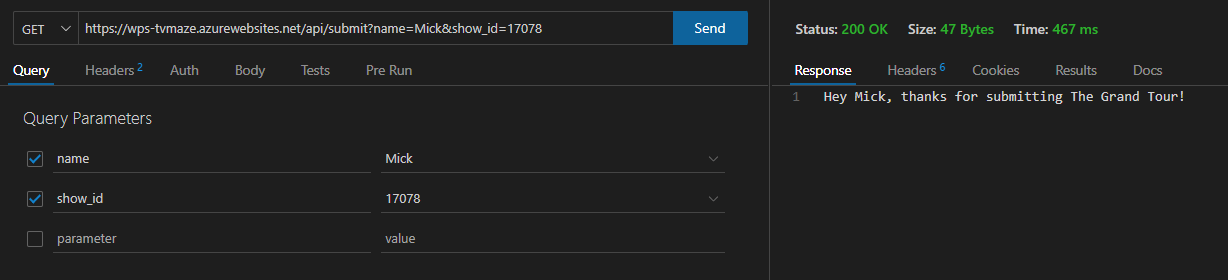 GET https://wps-tvmaze.azurewebsites.net/api/submit?name=Mick&show_id=17078 Send
Query Headers 2 Auth Body Tests Pre Run
Query Parameters
name Mick
show_id 17078
parameter value
Status: 200 OK Size: 47 Bytes Time: 467 ms
Response Headers 6 Cookies Results Docs
1 Hey Mick, thanks for submitting The Grand Tour!